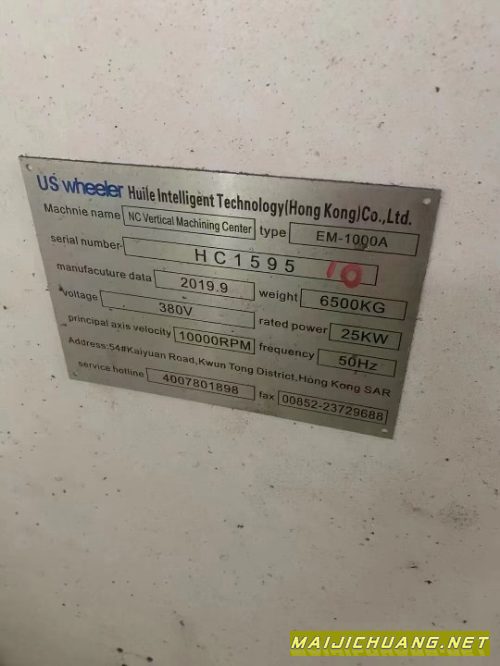 US wheeler Huile Intelligent Technology(Hong Kong)Co.,Ltd.
Machnie name NC Vertical Machining Center type EM-1000A
serial number HC1595 10
manufacuture data 2019.9 weight 6500KG
voltage 380V rated power 25KW
principal axis velocity 10000RPM frequency 50Hz
Address:54#Kaiyuan Road,Kwun Tong District,Hong Kong SAR
service hotline 4007801898 fax 00852-23729688
MAIJICHUANG.NET